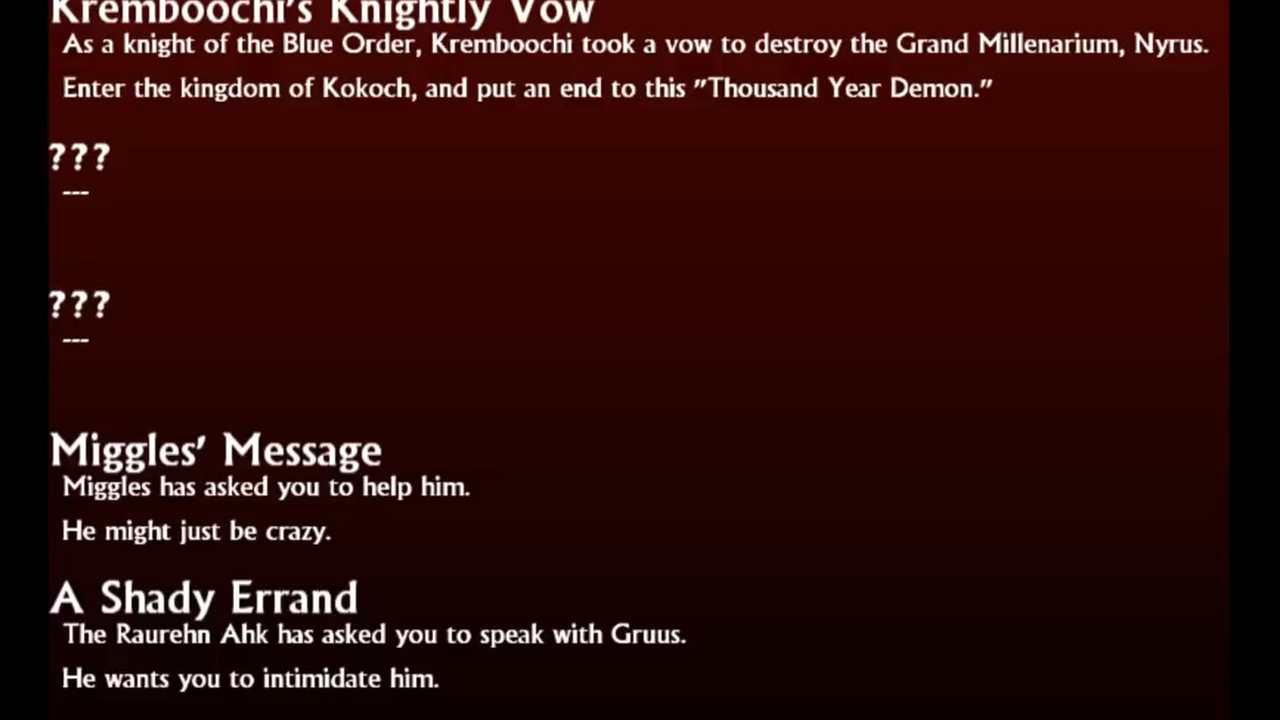 Kremboochi's Knightly Vow
As a knight of the Blue Order, Kremboochi took a vow to destroy the Grand Millenarium, Nyrus.
Enter the kingdom of Kokoch, and put an end to this "Thousand Year Demon."
???
---
???
---
Miggles' Message
Miggles has asked you to help him.
He might just be crazy.
A Shady Errand
The Raurehn Ahk has asked you to speak with Gruus.
He wants you to intimidate him.